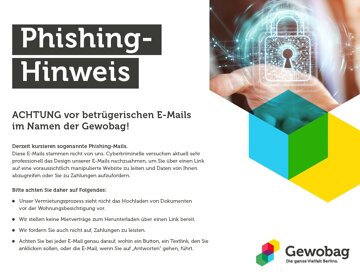 Phishing-
Hinweis
ACHTUNG vor betrügerischen E-Mails
im Namen der Gewobag!
Derzeit kursieren sogenannte Phishing-Mails.
Diese E-Mails stammen nicht von uns. Cyberkriminelle versuchen aktuell sehr
professionell das Design unserer E-Mails nachzuahmen, um Sie über einen Link
auf eine voraussichtlich manipulierte Website zu leiten und Daten von Ihnen
abzugreifen oder Sie zu Zahlungen aufzufordern.
Bitte achten Sie daher auf Folgendes:
Unser Vermietungsprozess sieht nicht das Hochladen von Dokumenten
vor der Wohnungsbesichtigung vor.
Wir stellen keine Mietverträge zum Herunterladen über einen Link bereit.
Wir fordern Sie auch nicht auf, Zahlungen zu leisten.
Achten Sie bei jeder E-Mail genau darauf, wohin ein Button, ein Textlink, den Sie
anklicken sollen, oder die E-Mail, wenn Sie auf „Antworten“ gehen, führt.
Gewobag
Die ganze Vielfalt Berlins.